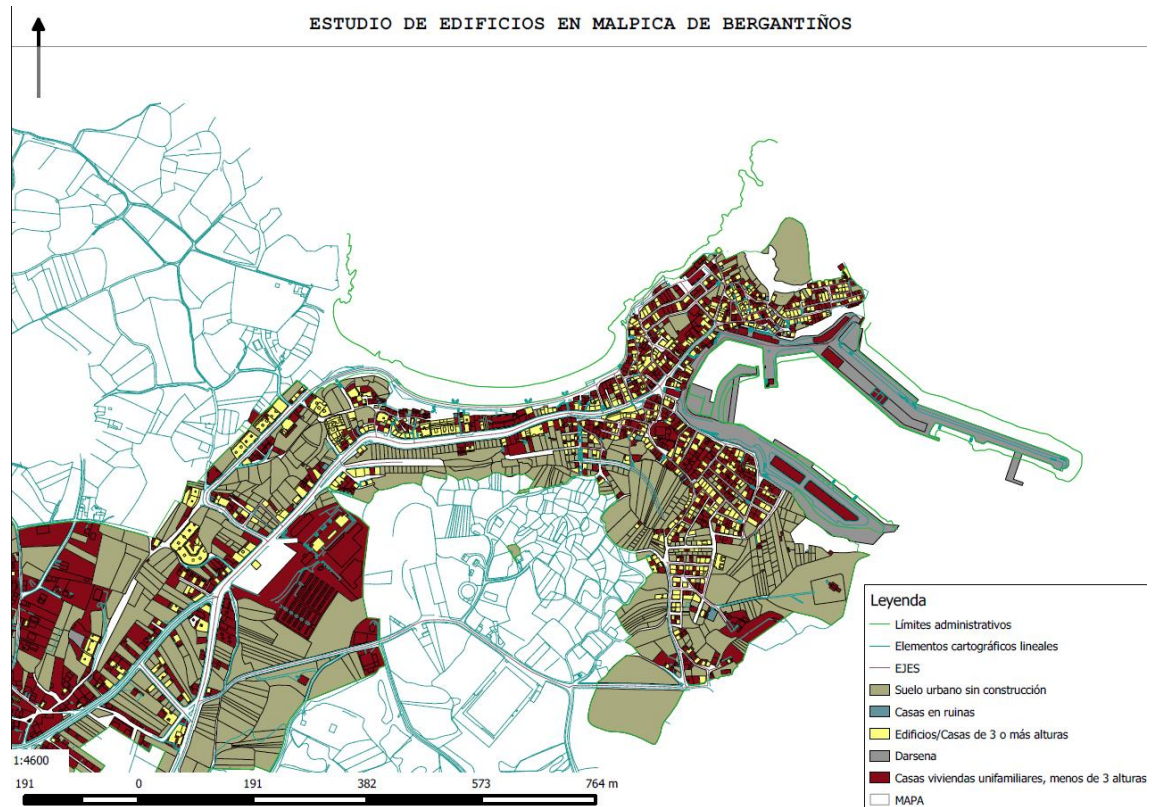 ESTUDIO DE EDIFICIOS EN MALPICA DE BERGANTIÑOS
Leyenda
Límites administrativos
Elementos cartográficos lineales
EJES
Suelo urbano sin construcción
Casas en ruinas
Edificios/Casas de 3 o más alturas
Darsena
Casas viviendas unifamiliares, menos de 3 alturas
MAPA
1:4600
191 0 191 382 573 764 m